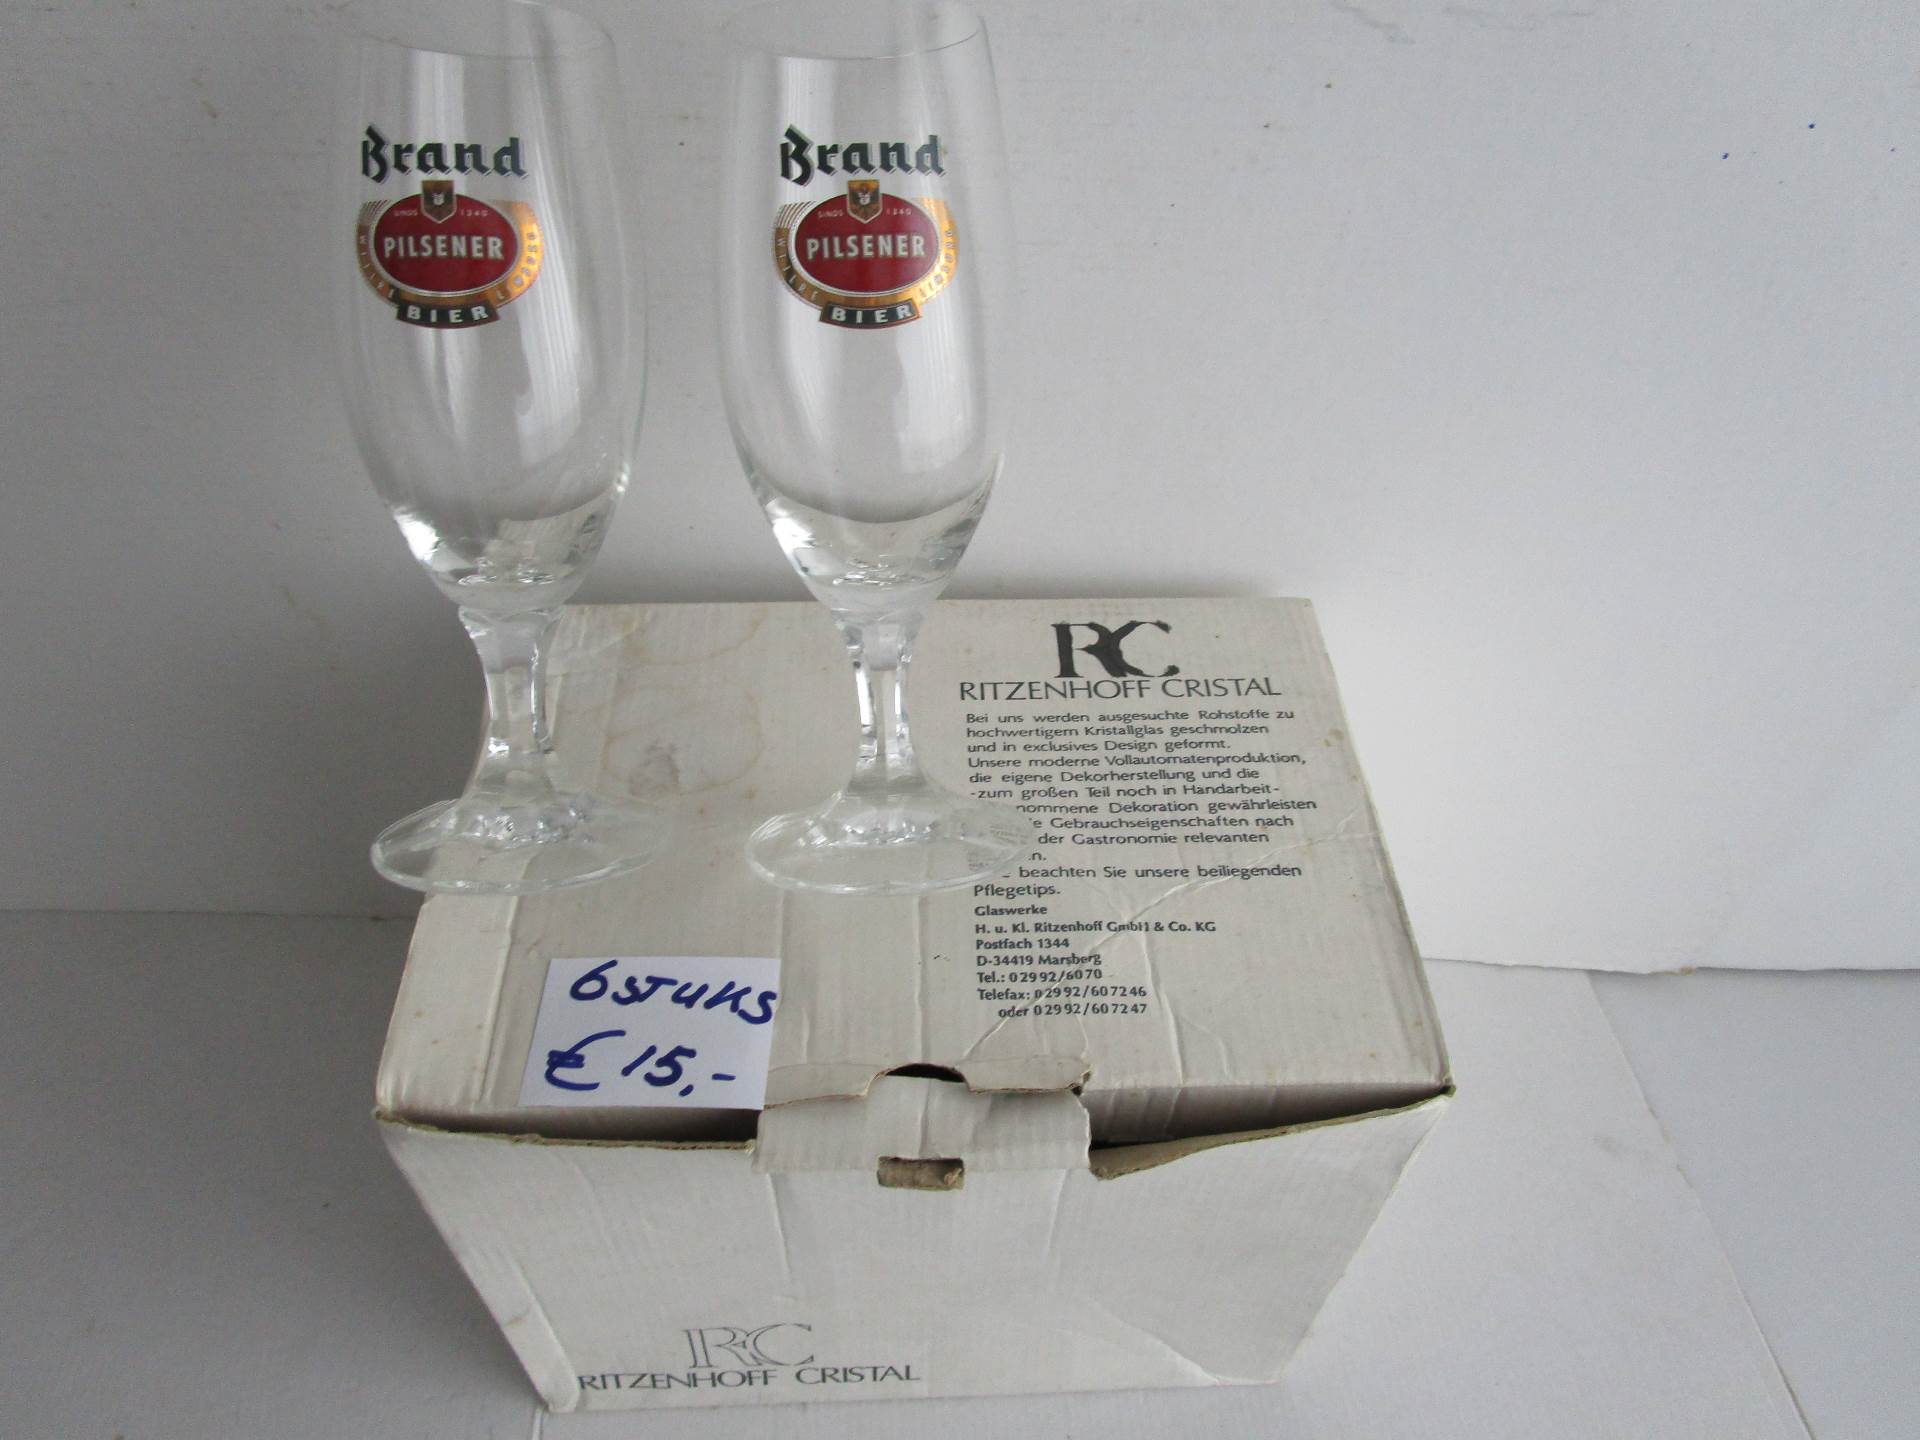 Brand
SINDS 1340
PILSENER
BIER
Brand
SINDS 1340
PILSENER
LIMBURG
BIER
RC
RITZENHOFF CRISTAL
Bei uns werden ausgesuchte Rohstoffe zu
hochwertigem Kristallglas geschmolzen
und in exclusives Design geformt.
Unsere moderne Vollautomatenproduktion,
die eigene Dekorherstellung und die
-zum großen Teil noch in Handarbeit-
nommene Dekoration gewährleisten
Gebrauchseigenschaften nach
der Gastronomie relevanten
beachten Sie unsere beiliegenden
Pflegetips.
Glaswerke
H. u. Kl. Ritzenhoff GmbH & Co. KG
Postfach 1344
D-34419 Marsberg
Tel.: 02992/6070
Telefax: 02992/607246
oder 02992/607247
6 STUKS
€ 15,-
RC
RITZENHOFF CRISTAL